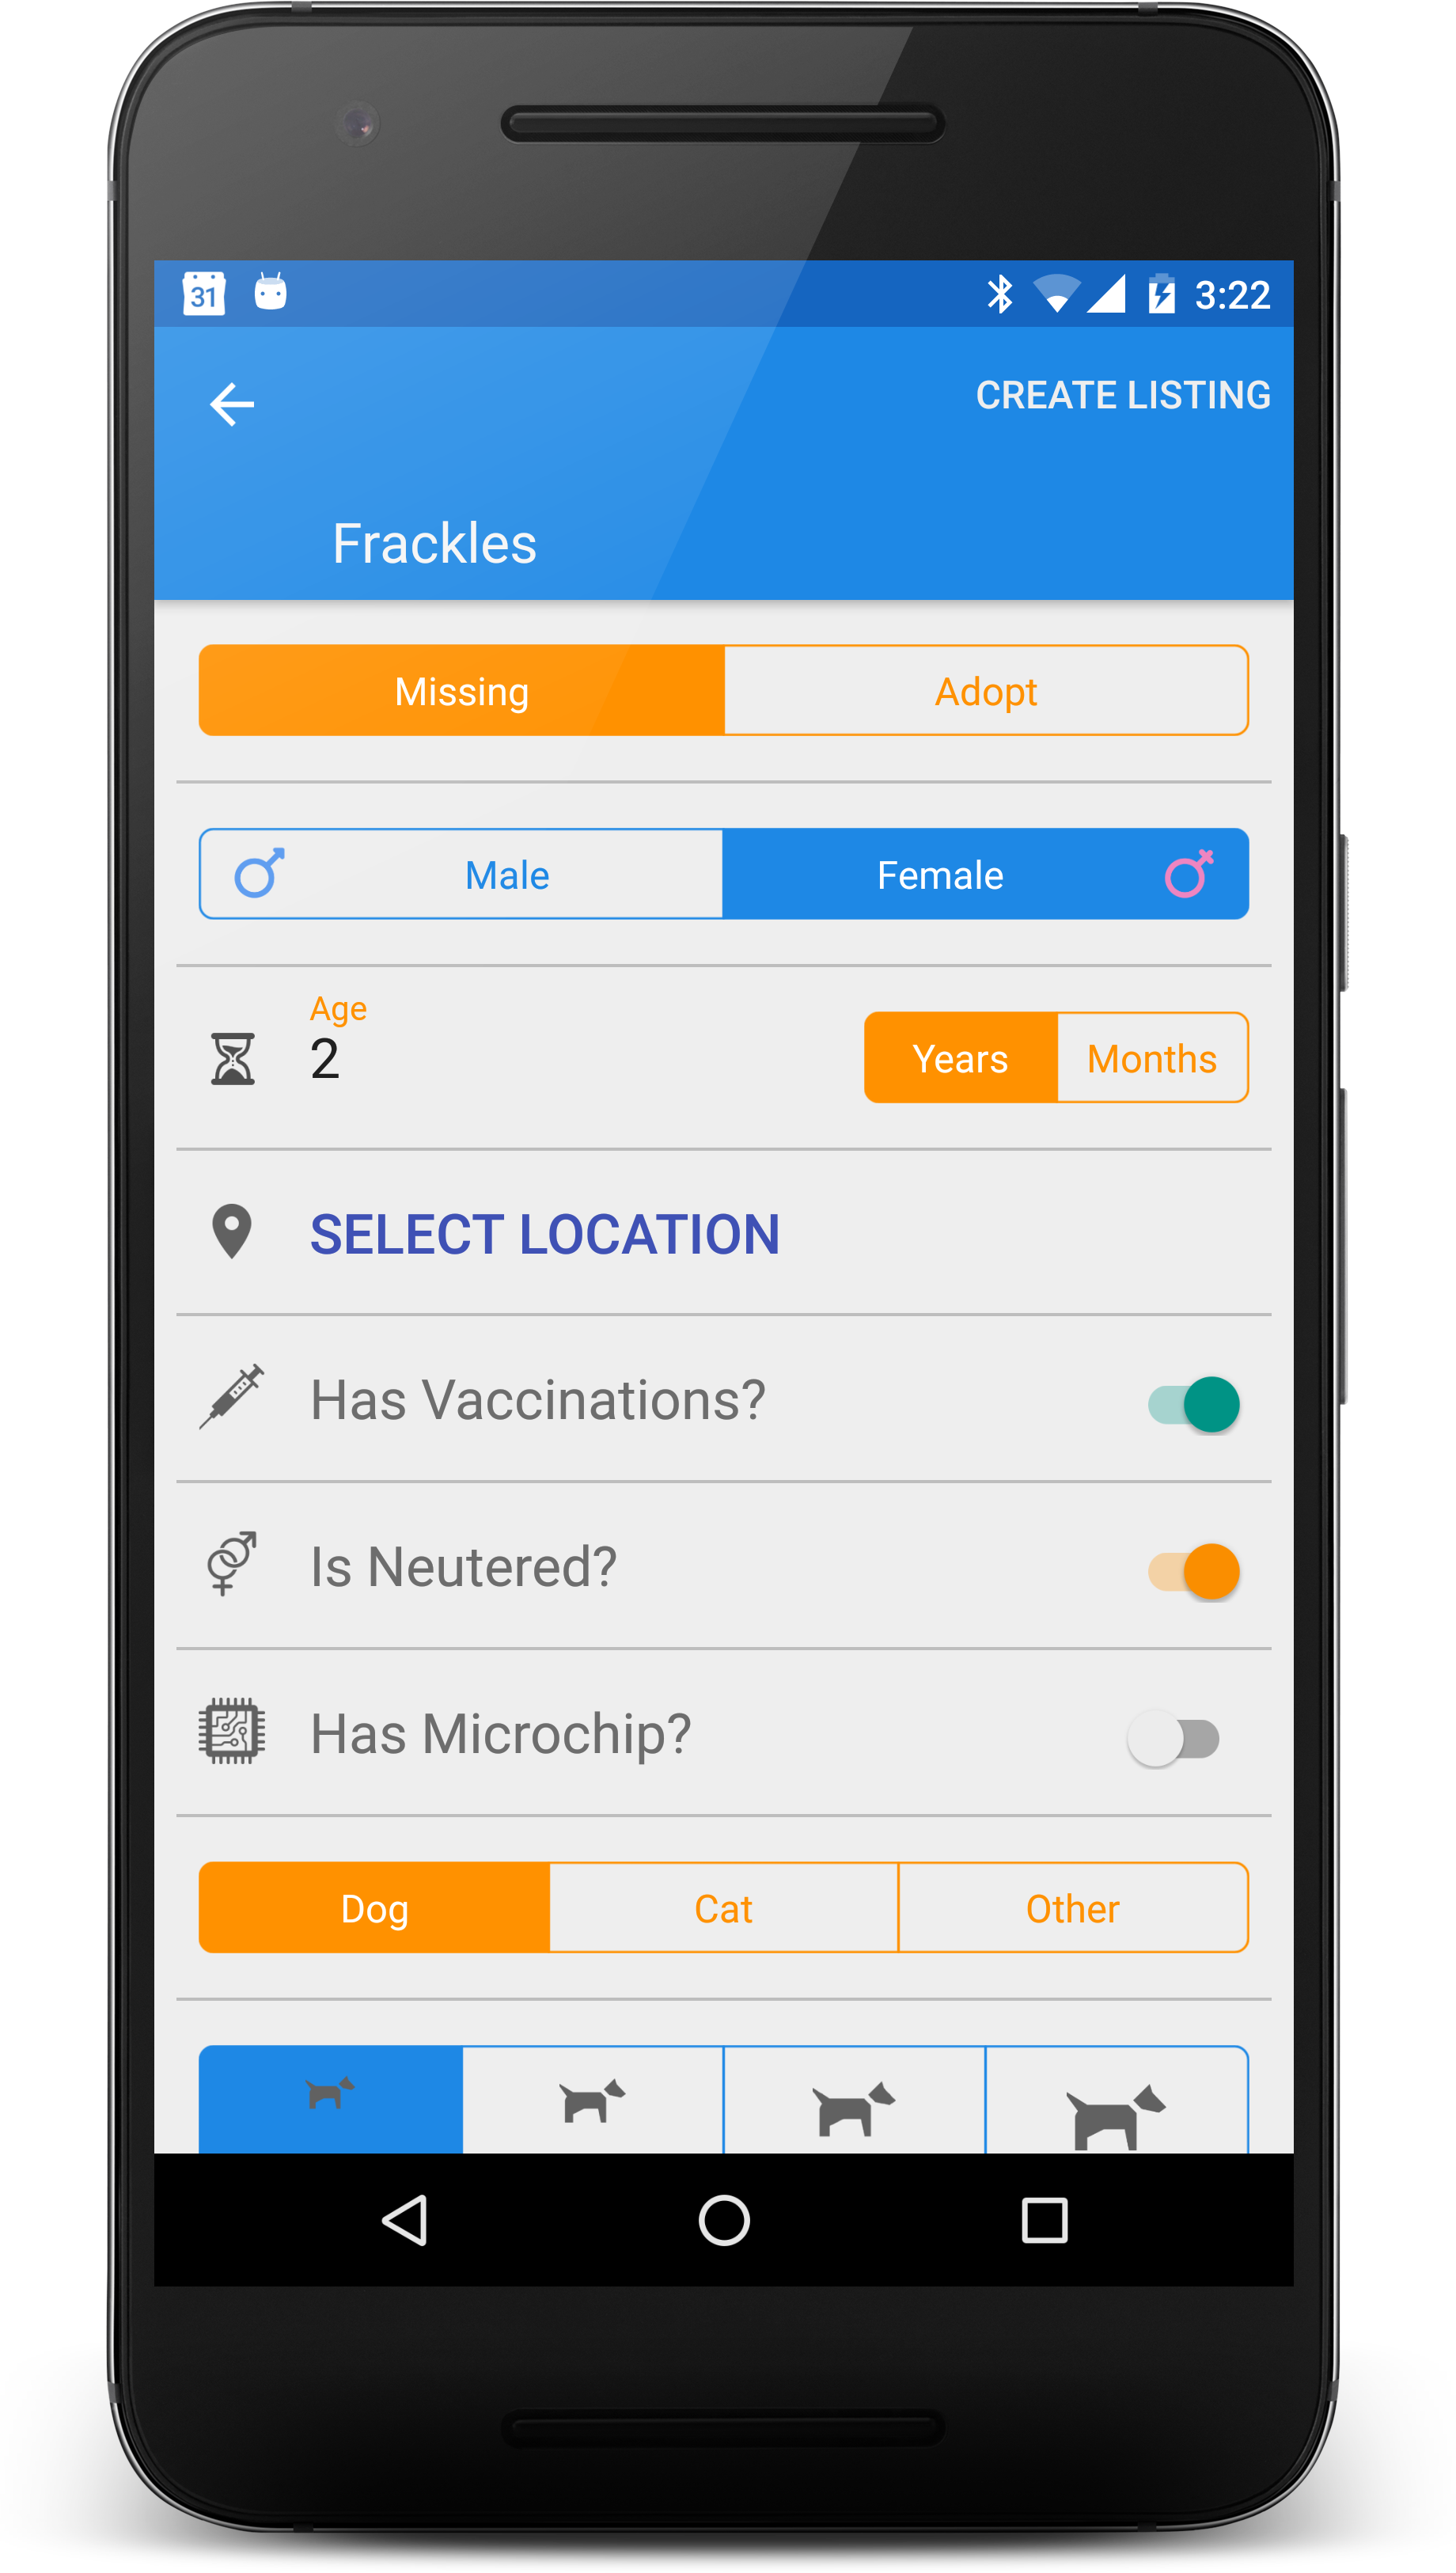 31 3:22
CREATE LISTING
Frackles
Missing Adopt
Male Female
Age
2 Years Months
SELECT LOCATION
Has Vaccinations?
Is Neutered?
Has Microchip?
Dog Cat Other